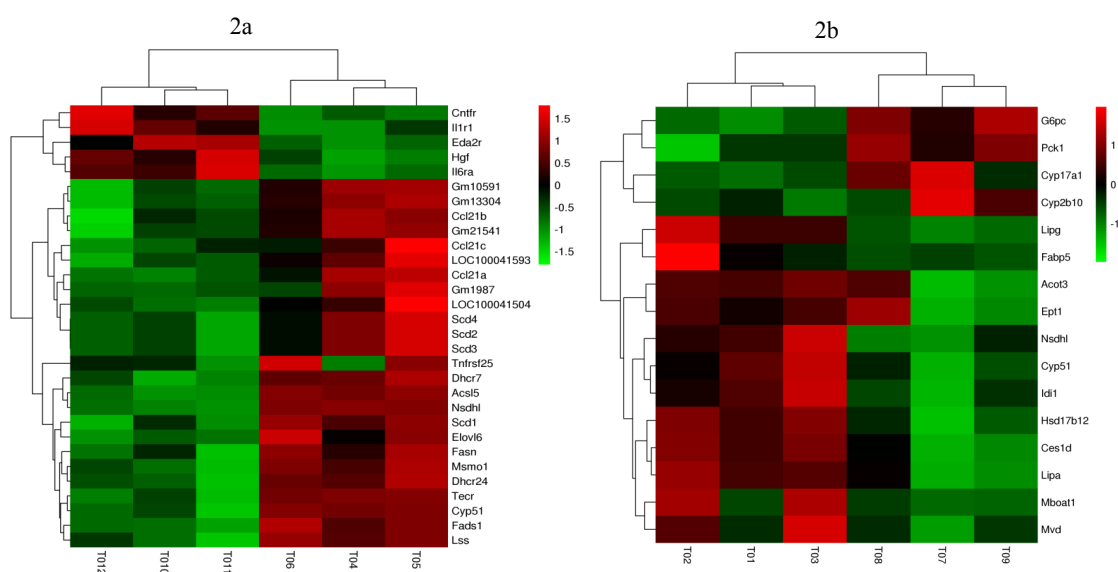 2a
2b
Cntfr
Il1r1
Eda2r
Hgf
Il6ra
Gm10591
Gm13304
Ccl21b
Gm21541
Ccl21c
LOC100041593
Ccl21a
Gm1987
LOC100041504
Scd4
Scd2
Scd3
Tnfrsf25
Dhcr7
Acsl5
Nsdhl
Scd1
Elovl6
Fasn
Msmo1
Dhcr24
Tecr
Cyp51
Fads1
Lss
1.5
1
0.5
0
-0.5
-1
-1.5
T012
T010
T011
T06
T04
T05
G6pc
Pck1
Cyp17a1
Cyp2b10
Lipg
Fabp5
Acot3
Ept1
Nsdhl
Cyp51
Idi1
Hsd17b12
Ces1d
Lipa
Mboat1
Mvd
1
0
-1
T02
T01
T03
T08
T07
T09